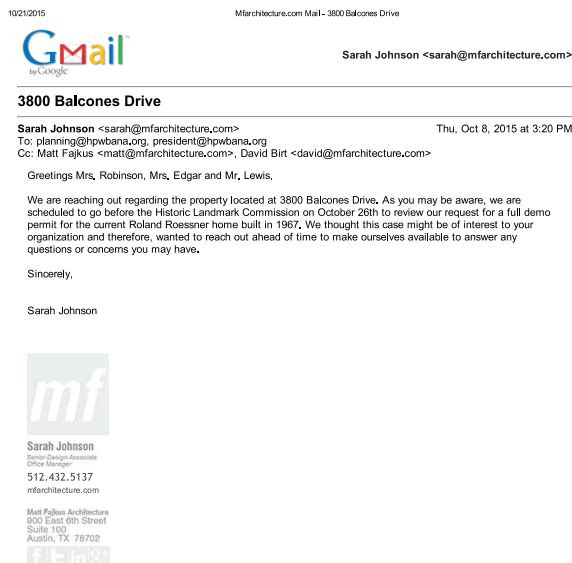 10/21/2015 Mfarchitecture.com Mail - 3800 Balcones Drive
Gmail
by Google
Sarah Johnson <sarah@mfarchitecture.com>
3800 Balcones Drive
Sarah Johnson <sarah@mfarchitecture.com> Thu, Oct 8, 2015 at 3:20 PM
To: planning@hpwbana.org, president@hpwbana.org
Cc: Matt Fajkus <matt@mfarchitecture.com>, David Birt <david@mfarchitecture.com>
Greetings Mrs. Robinson, Mrs. Edgar and Mr. Lewis,
We are reaching out regarding the property located at 3800 Balcones Drive. As you may be aware, we are
scheduled to go before the Historic Landmark Commission on October 26th to review our request for a full demo
permit for the current Roland Roessner home built in 1967. We thought this case might be of interest to your
organization and therefore, wanted to reach out ahead of time to make ourselves available to answer any
questions or concerns you may have.
Sincerely,
Sarah Johnson
mf
Sarah Johnson
Senior Design Associate
Office Manager
512.432.5137
mfarchitecture.com
Matt Fajkus Architecture
900 East 6th Street
Suite 100
Austin, TX 78702
f t in g+